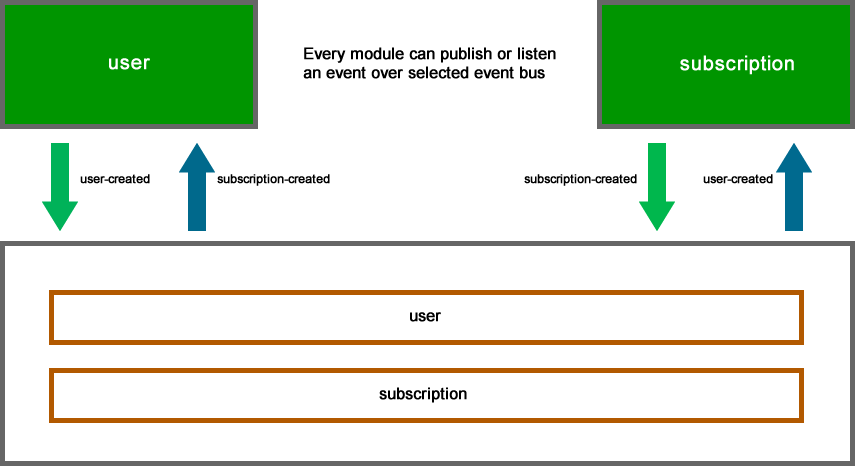 user
Every module can publish or listen
an event over selected event bus
subscription
user-created
subscription-created
subscription-created
user-created
user
subscription